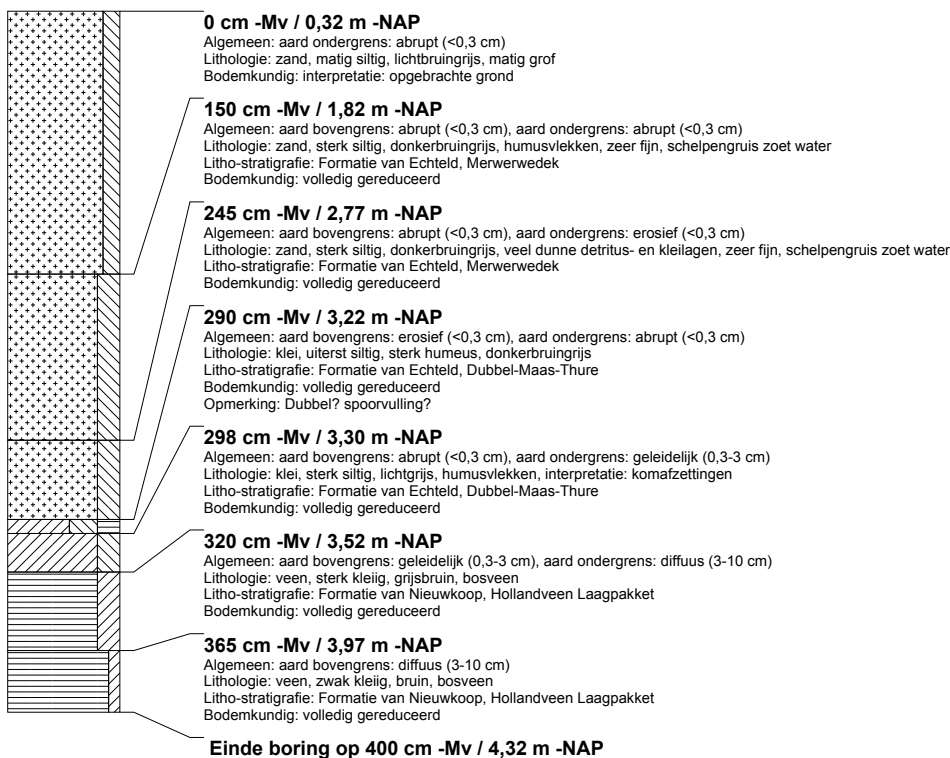 0 cm -Mv / 0,32 m -NAP
Algemeen: aard ondergrens: abrupt (<0,3 cm)
Lithologie: zand, matig siltig, lichtbruingrijs, matig grof
Bodemkundig: interpretatie: opgebrachte grond
150 cm -Mv / 1,82 m -NAP
Algemeen: aard bovengrens: abrupt (<0,3 cm), aard ondergrens: abrupt (<0,3 cm)
Lithologie: zand, sterk siltig, donkerbruingrijs, humusvlekken, zeer fijn, schelpengruis zoet water
Litho-stratigrafie: Formatie van Echteld, Merwerwedek
Bodemkundig: volledig gereduceerd
245 cm -Mv / 2,77 m -NAP
Algemeen: aard bovengrens: abrupt (<0,3 cm), aard ondergrens: erosief (<0,3 cm)
Lithologie: zand, sterk siltig, donkerbruingrijs, veel dunne detritus- en kleilagen, zeer fijn, schelpengruis zoet water
Litho-stratigrafie: Formatie van Echteld, Merwerwedek
Bodemkundig: volledig gereduceerd
290 cm -Mv / 3,22 m -NAP
Algemeen: aard bovengrens: erosief (<0,3 cm), aard ondergrens: abrupt (<0,3 cm)
Lithologie: klei, uiterst siltig, sterk humeus, donkerbruingrijs
Litho-stratigrafie: Formatie van Echteld, Dubbel-Maas-Thure
Bodemkundig: volledig gereduceerd
Opmerking: Dubbel? spoorvulling?
298 cm -Mv / 3,30 m -NAP
Algemeen: aard bovengrens: abrupt (<0,3 cm), aard ondergrens: geleidelijk (0,3-3 cm)
Lithologie: klei, sterk siltig, lichtgrijs, humusvlekken, interpretatie: komafzettingen
Litho-stratigrafie: Formatie van Echteld, Dubbel-Maas-Thure
Bodemkundig: volledig gereduceerd
320 cm -Mv / 3,52 m -NAP
Algemeen: aard bovengrens: geleidelijk (0,3-3 cm), aard ondergrens: diffuus (3-10 cm)
Lithologie: veen, sterk kleiig, grijsbruin, bosveen
Litho-stratigrafie: Formatie van Nieuwkoop, Hollandveen Laagpakket
Bodemkundig: volledig gereduceerd
365 cm -Mv / 3,97 m -NAP
Algemeen: aard bovengrens: diffuus (3-10 cm)
Lithologie: veen, zwak kleiig, bruin, bosveen
Litho-stratigrafie: Formatie van Nieuwkoop, Hollandveen Laagpakket
Bodemkundig: volledig gereduceerd
Einde boring op 400 cm -Mv / 4,32 m -NAP